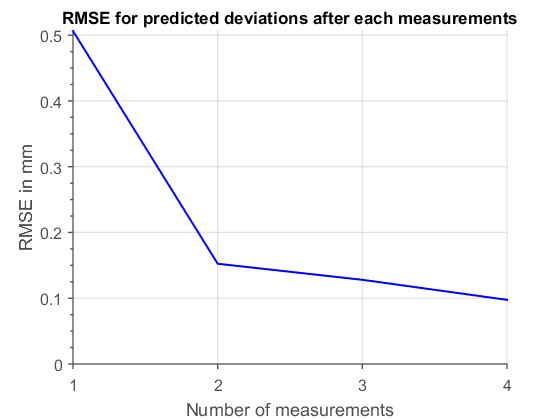 RMSE for predicted deviations after each measurements
0.5
0.4
0.3
0.2
0.1
0
RMSE in mm
1 2 3 4
Number of measurements